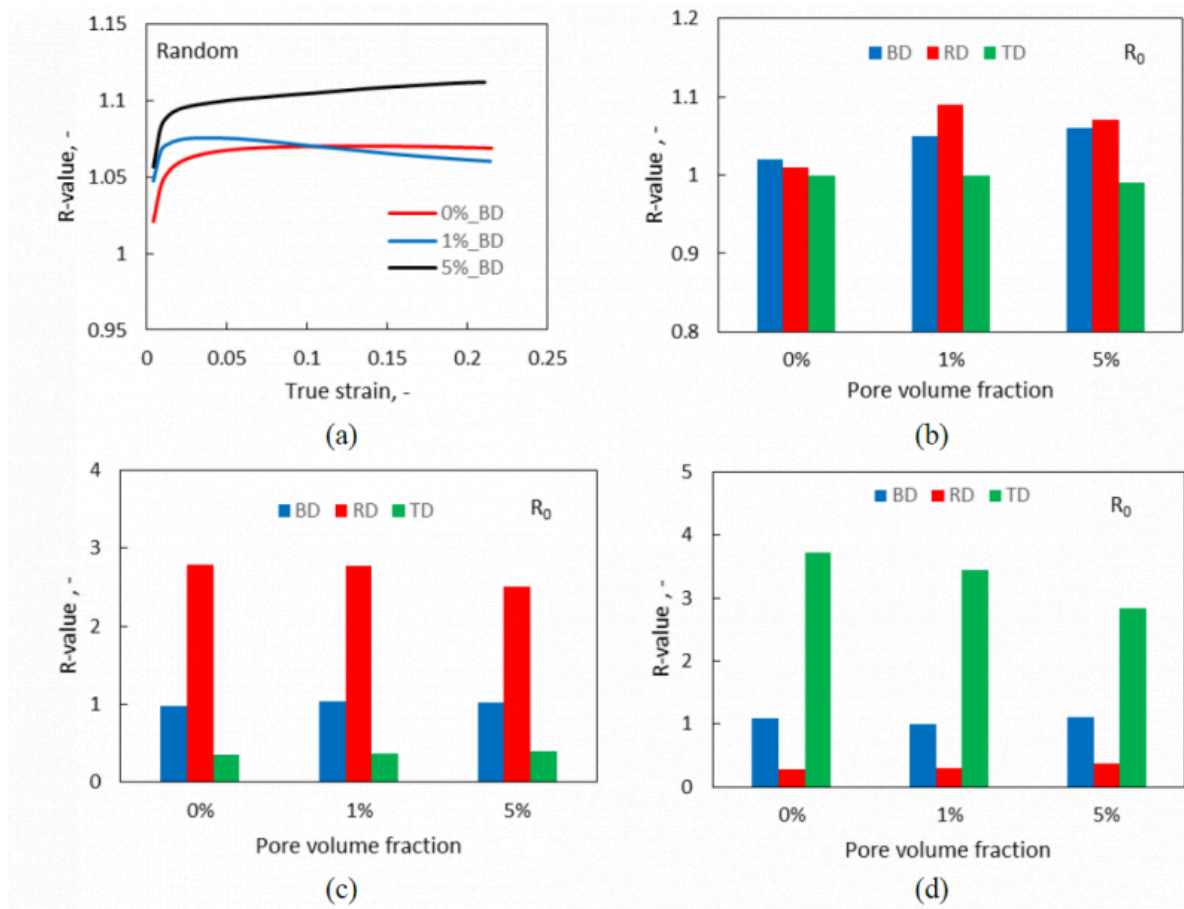 1.15
Random
1.1
1.05
1
0.95
R-value, -
0%_BD
1%_BD
5%_BD
0 0.05 0.1 0.15 0.2 0.25
True strain, -
(a)
1.2
BD RD TD R0
1.1
1
0.9
0.8
R-value , -
0% 1% 5%
Pore volume fraction
(b)
4
BD RD TD R0
3
2
1
0
R-value , -
0% 1% 5%
Pore volume fraction
(c)
5
BD RD TD R0
4
3
2
1
0
R-value , -
0% 1% 5%
Pore volume fraction
(d)